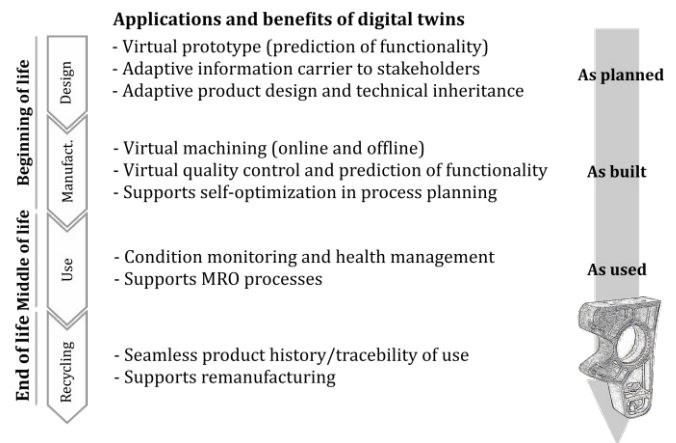 Applications and benefits of digital twins
Beginning of life
Design
- Virtual prototype (prediction of functionality)
- Adaptive information carrier to stakeholders
- Adaptive product design and technical inheritance
As planned
Manufact.
- Virtual machining (online and offline)
- Virtual quality control and prediction of functionality
- Supports self-optimization in process planning
As built
Middle of life
Use
- Condition monitoring and health management
- Supports MRO processes
As used
End of life
Recycling
- Seamless product history/tracebility of use
- Supports remanufacturing